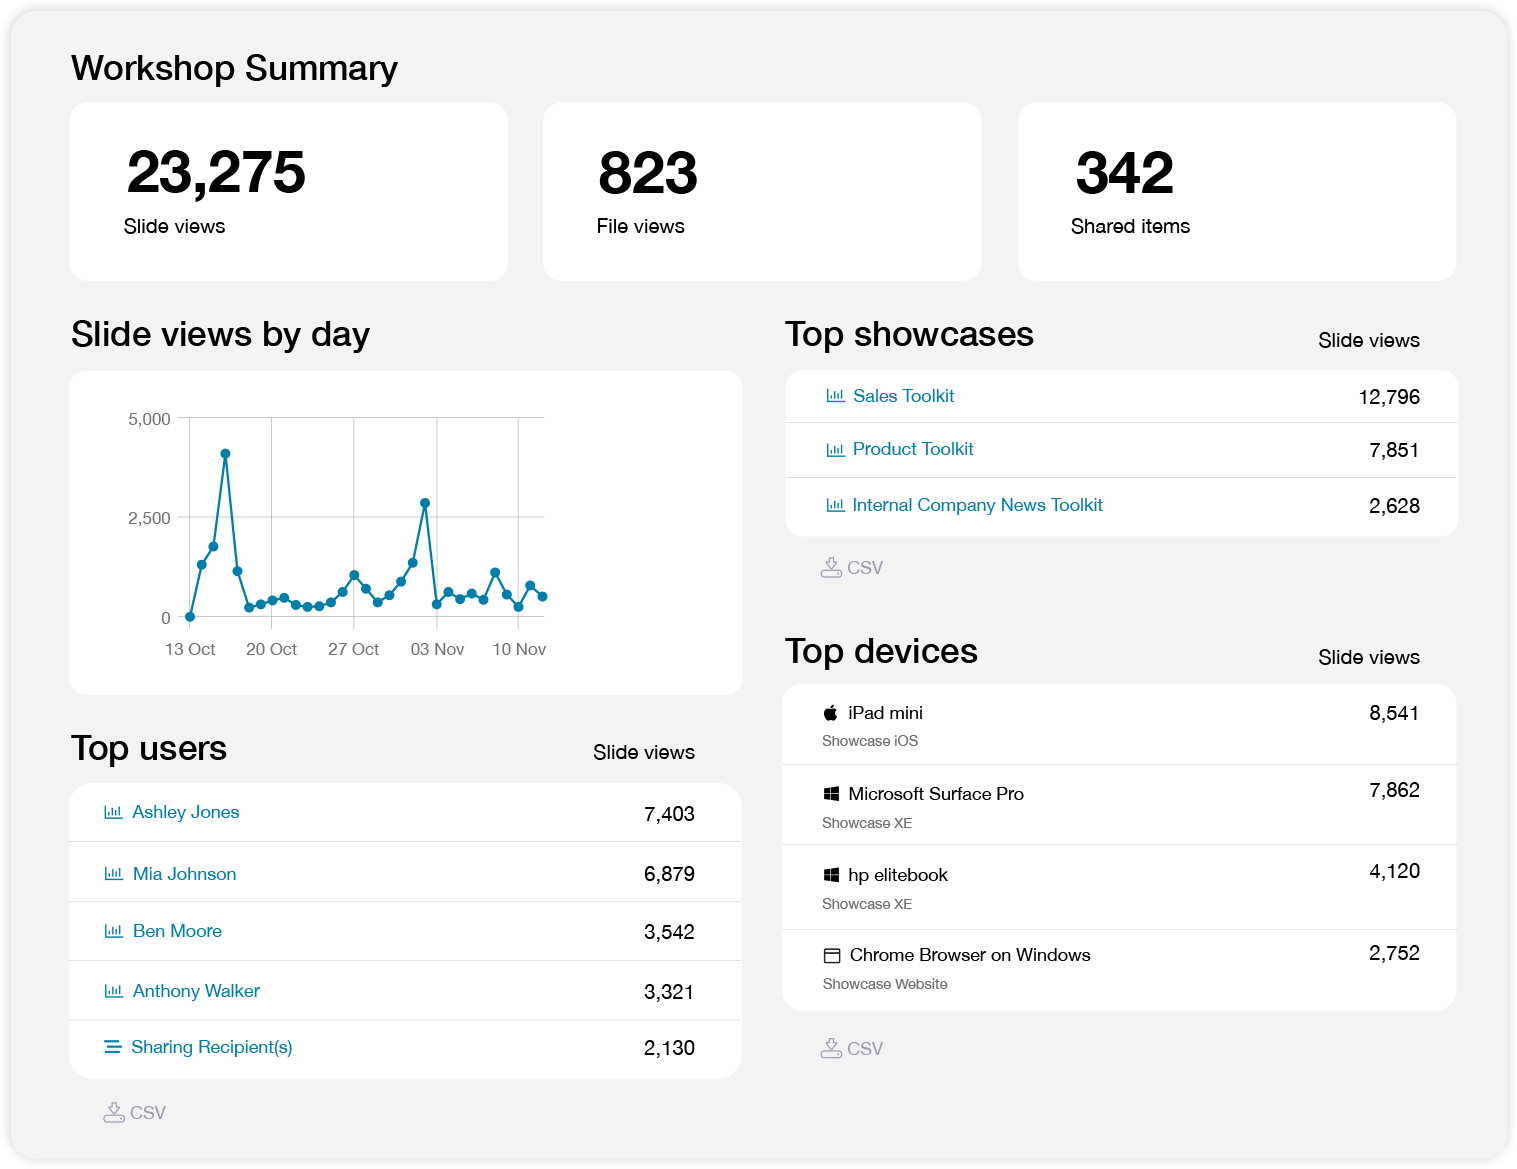 Workshop Summary
23,275
Slide views
823
File views
342
Shared items
Slide views by day
5,000
2,500
0
13 Oct 20 Oct 27 Oct 03 Nov 10 Nov
Top users Slide views
Ashley Jones 7,403
Mia Johnson 6,879
Ben Moore 3,542
Anthony Walker 3,321
Sharing Recipient(s) 2,130
CSV
Top showcases Slide views
Sales Toolkit 12,796
Product Toolkit 7,851
Internal Company News Toolkit 2,628
CSV
Top devices Slide views
iPad mini 8,541
Showcase iOS
Microsoft Surface Pro 7,862
Showcase XE
hp elitebook 4,120
Showcase XE
Chrome Browser on Windows 2,752
Showcase Website
CSV